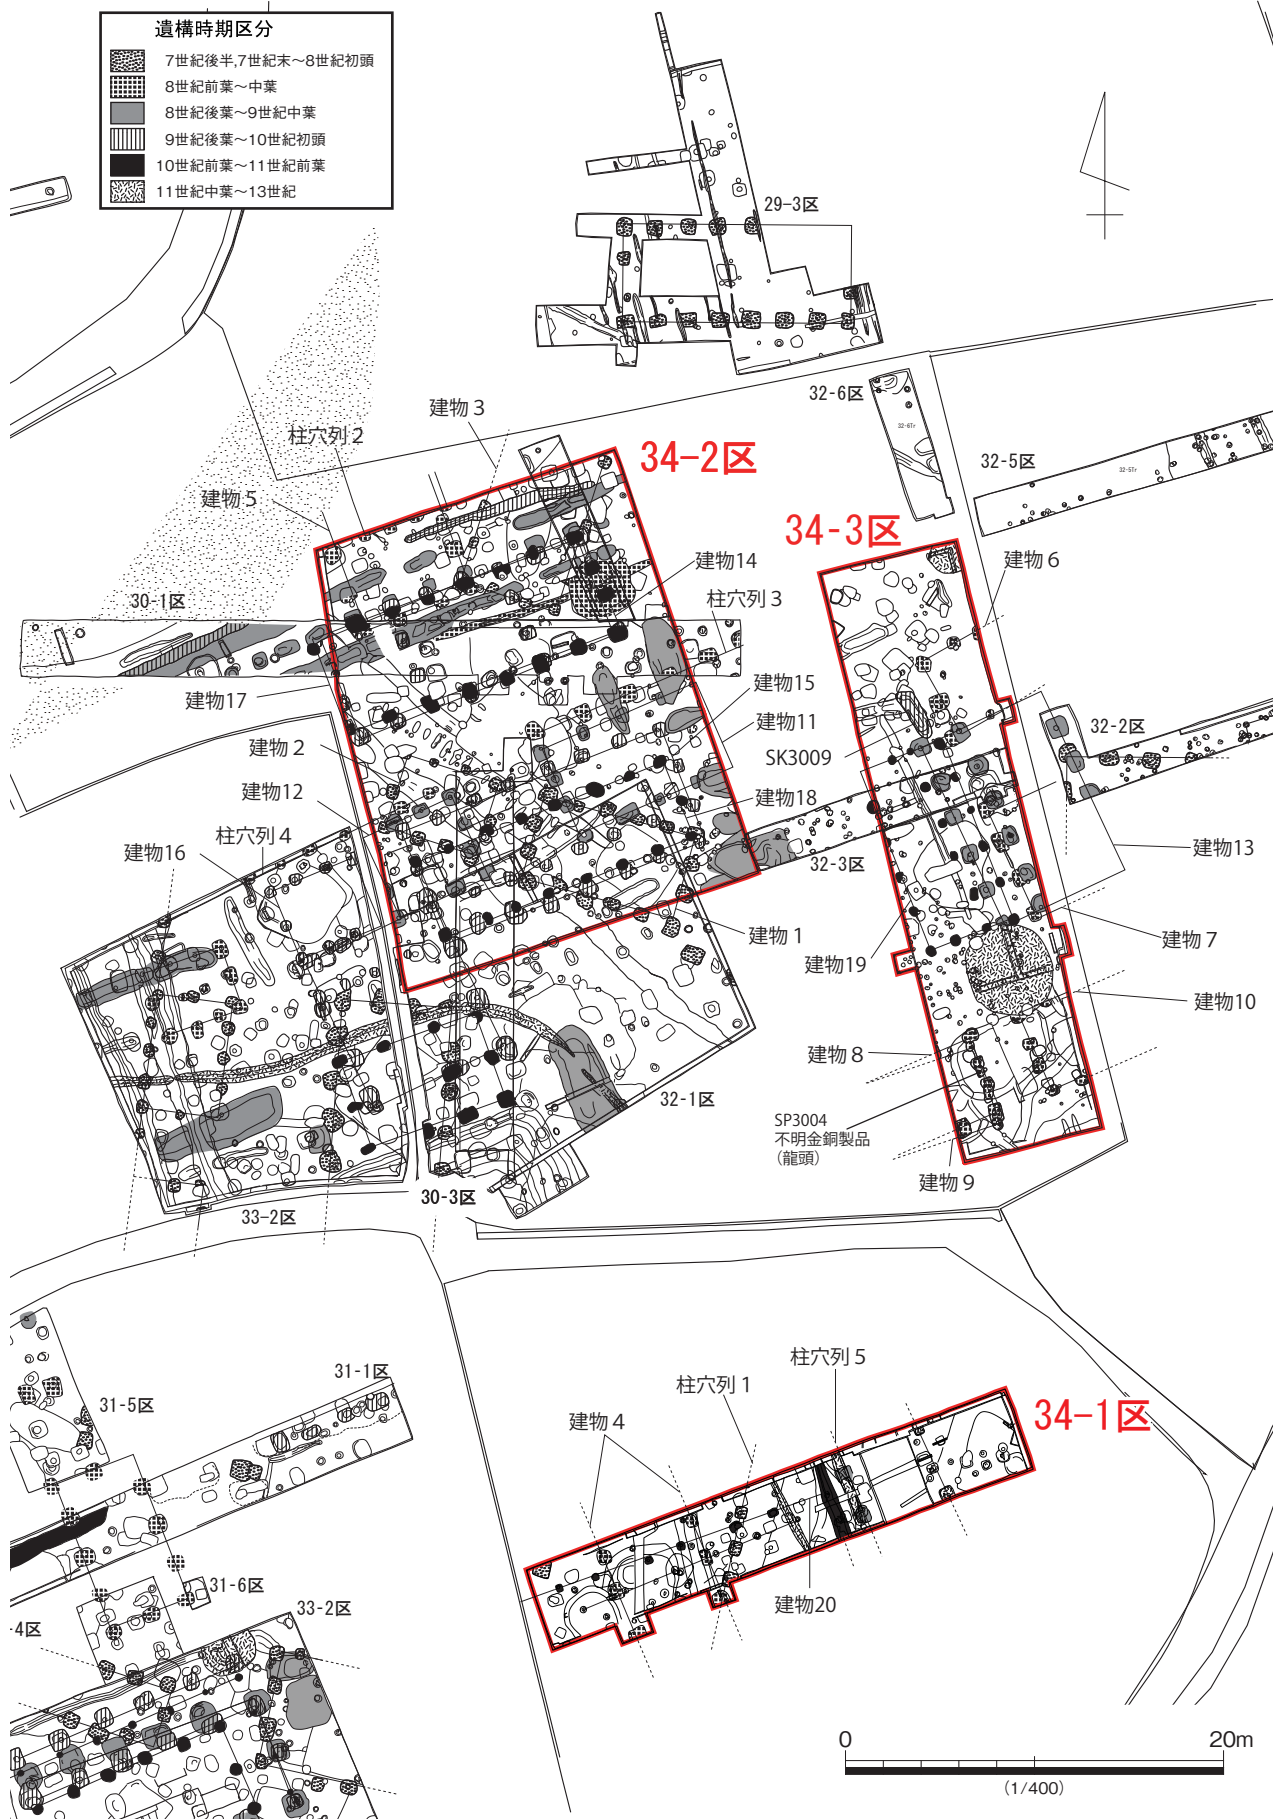 遺構時期区分
7世紀後半,7世紀末～8世紀初頭
8世紀前葉～中葉
8世紀後葉～9世紀中葉
9世紀後葉～10世紀初頭
10世紀前葉～11世紀前葉
11世紀中葉～13世紀
29-3区
32-6区
32-6Tr
建物3
柱穴列2
34-2区
32-5区
32-5Tr
建物5
34-3区
建物14
建物6
30-1区
柱穴列3
建物17
建物15
建物11
32-2区
建物2
SK3009
建物12
建物18
柱穴列4
建物16
32-3区
建物13
建物1
建物7
建物19
建物10
建物8
32-1区
SP3004
不明金銅製品
(龍頭)
建物9
30-3区
33-2区
柱穴列5
31-1区
柱穴列1
31-5区
34-1区
建物4
31-6区
建物20
33-2区
-4区
0
20m
(1/400)